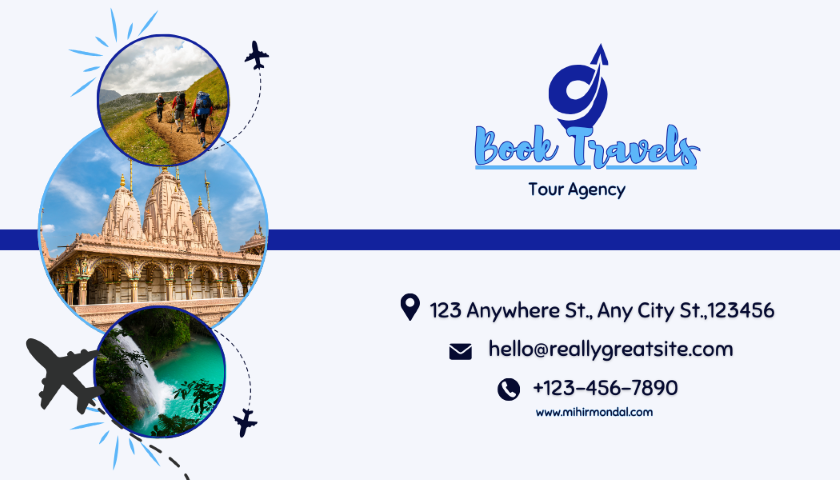 Book Travels
Tour Agency
123 Anywhere St., Any City St.,123456
hello@reallygreatsite.com
+123-456-7890
www.mihirmondal.com